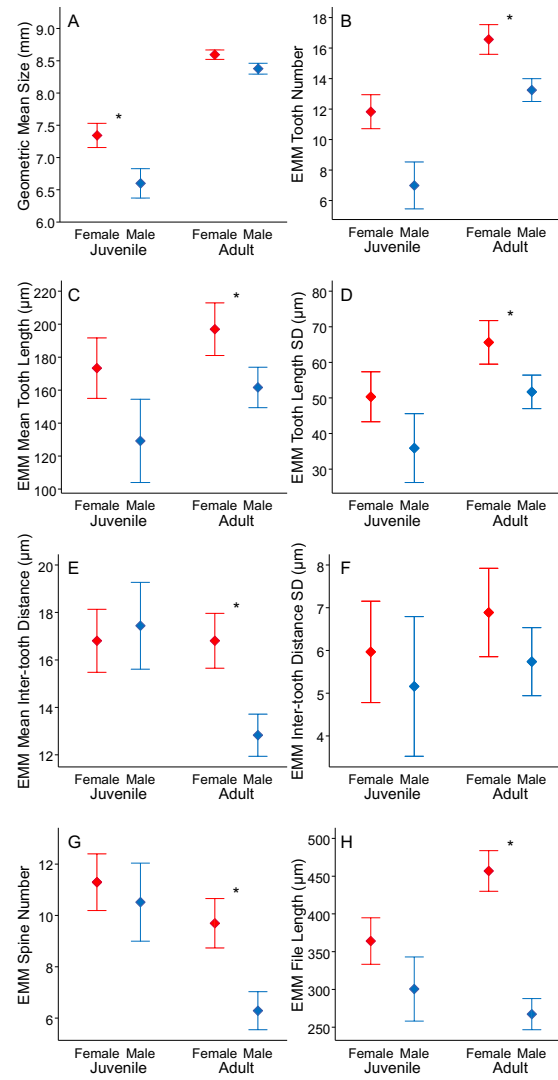 A
Geometric Mean Size (mm)
9.0
8.5
8.0
7.5
7.0
6.5
6.0
*
Female Male Female Male
Juvenile Adult
B
EMM Tooth Number
18
16
14
12
10
8
6
*
Female Male Female Male
Juvenile Adult
C
EMM Mean Tooth Length (μm)
220
200
180
160
140
120
100
*
Female Male Female Male
Juvenile Adult
D
EMM Tooth Length SD (μm)
80
70
60
50
40
30
*
Female Male Female Male
Juvenile Adult
E
EMM Mean Inter-tooth Distance (μm)
20
18
16
14
12
*
Female Male Female Male
Juvenile Adult
F
EMM Inter-tooth Distance SD (μm)
8
7
6
5
4
Female Male Female Male
Juvenile Adult
G
EMM Spine Number
12
10
8
6
*
Female Male Female Male
Juvenile Adult
H
EMM File Length (μm)
500
450
400
350
300
250
*
Female Male Female Male
Juvenile Adult